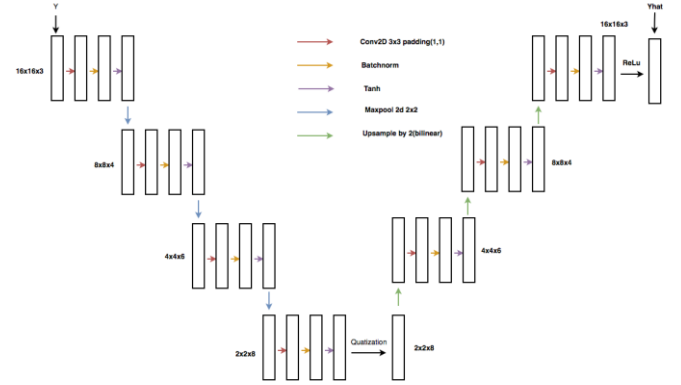 Y
Yhat
16x16x3
16x16x3
Conv2D 3x3 padding(1,1)
Batchnorm
Tanh
Maxpool 2d 2x2
Upsample by 2(bilinear)
ReLu
8x8x4
8x8x4
4x4x6
4x4x6
Quatization
2x2x8
2x2x8